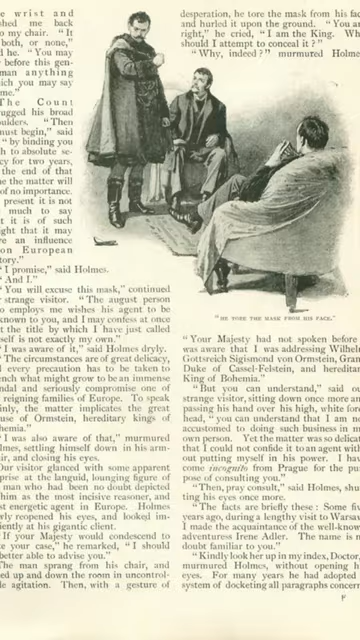 wrist and
shed me back
o my chair. "It
both, or none,"
d he. "You may
before this gen-
man anything
ich you may say
me."
The Count
rugged his broad
oulders. "Then
must begin," said
"by binding you
h to absolute se-
cy for two years,
the end of that
e the matter will
of no importance.
present it is not
much to say
t it is of such
ght that it may
ve an influence
on European
tory."
"I promise," said Holmes.
"And I."
"You will excuse this mask," continued
strange visitor. "The august person
o employs me wishes his agent to be
known to you, and I may confess at once
t the title by which I have just called
self is not exactly my own."
"I was aware of it," said Holmes dryly.
"The circumstances are of great delicacy,
l every precaution has to be taken to
nch what might grow to be an immense
ndal and seriously compromise one of
reigning families of Europe. To speak
inly, the matter implicates the great
use of Ormstein, hereditary kings of
hemia."
"I was also aware of that," murmured
lmes, settling himself down in his arm-
ir, and closing his eyes.
Our visitor glanced with some apparent
prise at the languid, lounging figure of
man who had been no doubt depicted
him as the most incisive reasoner, and
st energetic agent in Europe. Holmes
wly reopened his eyes, and looked im-
iently at his gigantic client.
"If your Majesty would condescend to
te your case," he remarked, "I should
better able to advise you."
The man sprang from his chair, and
ed up and down the room in uncontrol-
le agitation. Then, with a gesture of
desperation, he tore the mask from his fac
and hurled it upon the ground. "You ar
right," he cried, "I am the King. Wh
should I attempt to conceal it?"
"Why, indeed?" murmured Holme
"HE TORE THE MASK FROM HIS FACE."
"Your Majesty had not spoken before
was aware that I was addressing Wilhelm
Gottsreich Sigismond von Ormstein, Gran
Duke of Cassel-Felstein, and hereditar
King of Bohemia."
"But you can understand," said ou
strange visitor, sitting down once more an
passing his hand over his high, white fore
head, "you can understand that I am no
accustomed to doing such business in m
own person. Yet the matter was so delicat
that I could not confide it to an agent with
out putting myself in his power. I hav
come incognito from Prague for the pur
pose of consulting you."
"Then, pray consult," said Holmes, shu
ting his eyes once more.
"The facts are briefly these: Some fiv
years ago, during a lengthy visit to Warsaw
I made the acquaintance of the well-know
adventuress Irene Adler. The name is n
doubt familiar to you."
"Kindly look her up in my index, Doctor,
murmured Holmes, without opening h
eyes. For many years he had adopted
system of docketing all paragraphs concern
F